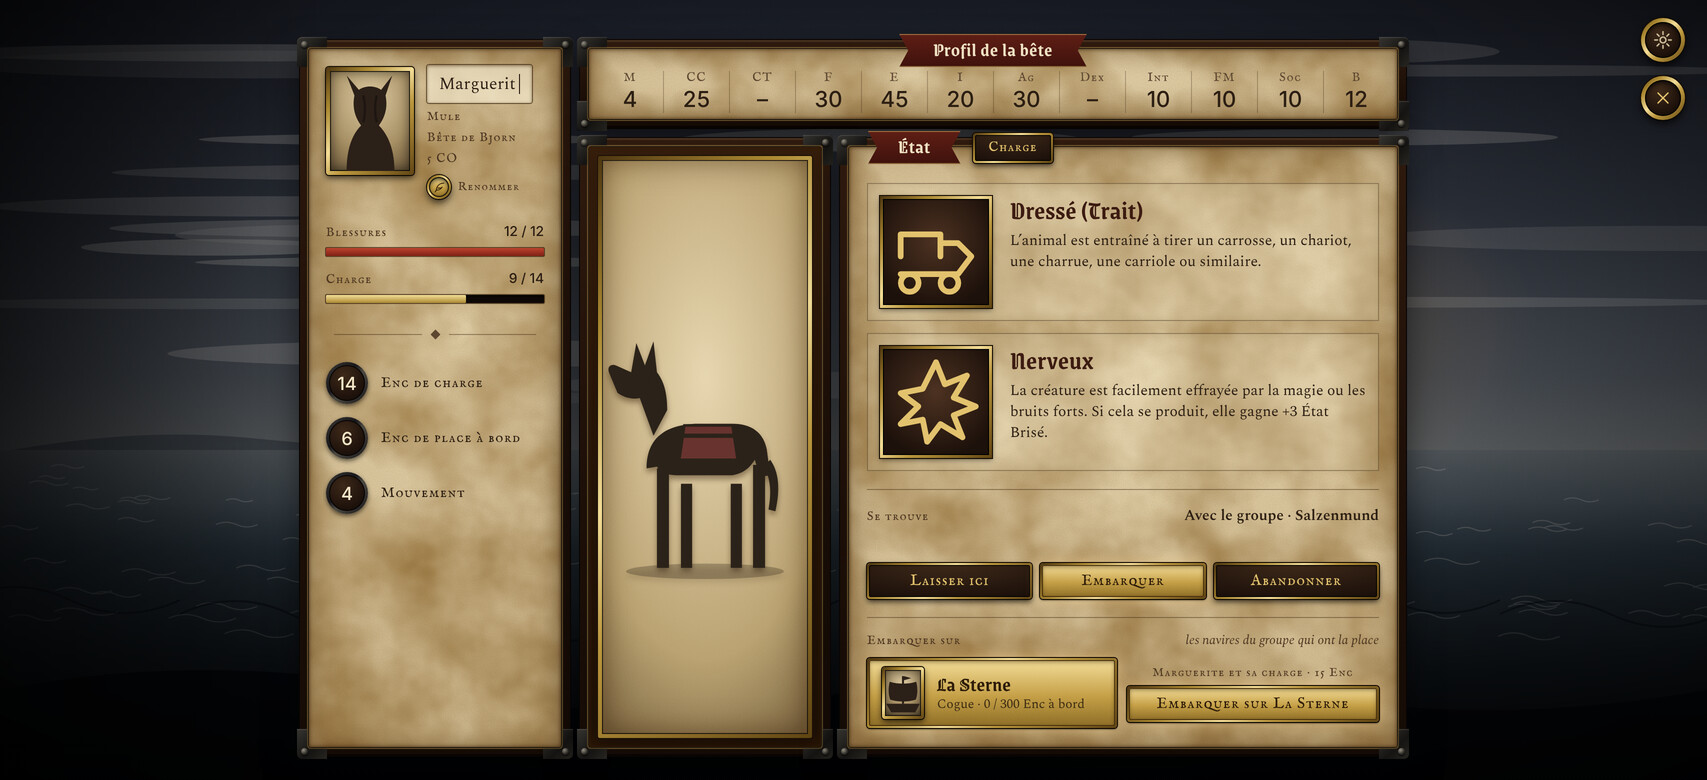 Marguerit
Mule
Bête de Bjorn
5 CO
Renommer
Blessures 12 / 12
Charge 9 / 14
14 Enc de charge
6 Enc de place à bord
4 Mouvement
Profil de la bête
M CC CT F E I Ag Dex Int FM Soc B
4 25 – 30 45 20 30 – 10 10 10 12
État Charge
Dressé (Trait)
L'animal est entraîné à tirer un carrosse, un chariot,
une charrue, une carriole ou similaire.
Nerveux
La créature est facilement effrayée par la magie ou les
bruits forts. Si cela se produit, elle gagne +3 État
Brisé.
Se trouve Avec le groupe · Salzenmund
Laisser ici Embarquer Abandonner
Embarquer sur les navires du groupe qui ont la place
La Sterne
Cogue · 0 / 300 Enc à bord
Marguerite et sa charge · 15 Enc
Embarquer sur La Sterne